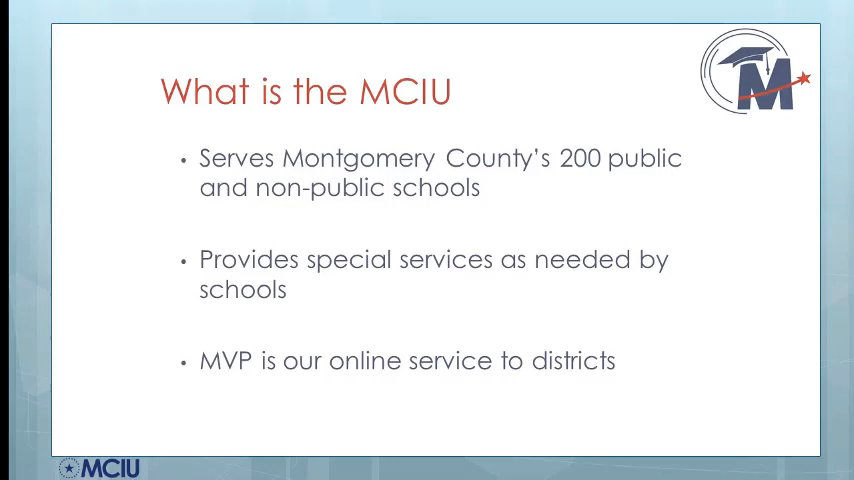 What is the MCIU
• Serves Montgomery County's 200 public
and non-public schools
• Provides special services as needed by
schools
• MVP is our online service to districts
M
MCIU